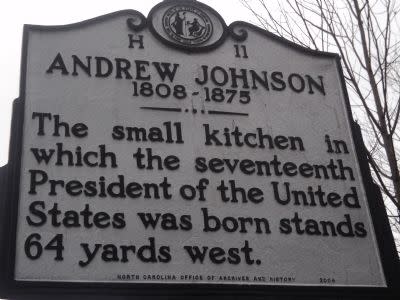 H 11
ANDREW JOHNSON
1808-1875
The small kitchen in
which the seventeenth
President of the United
States was born stands
64 yards west.
NORTH CAROLINA OFFICE OF ARCHIVES AND HISTORY 2004